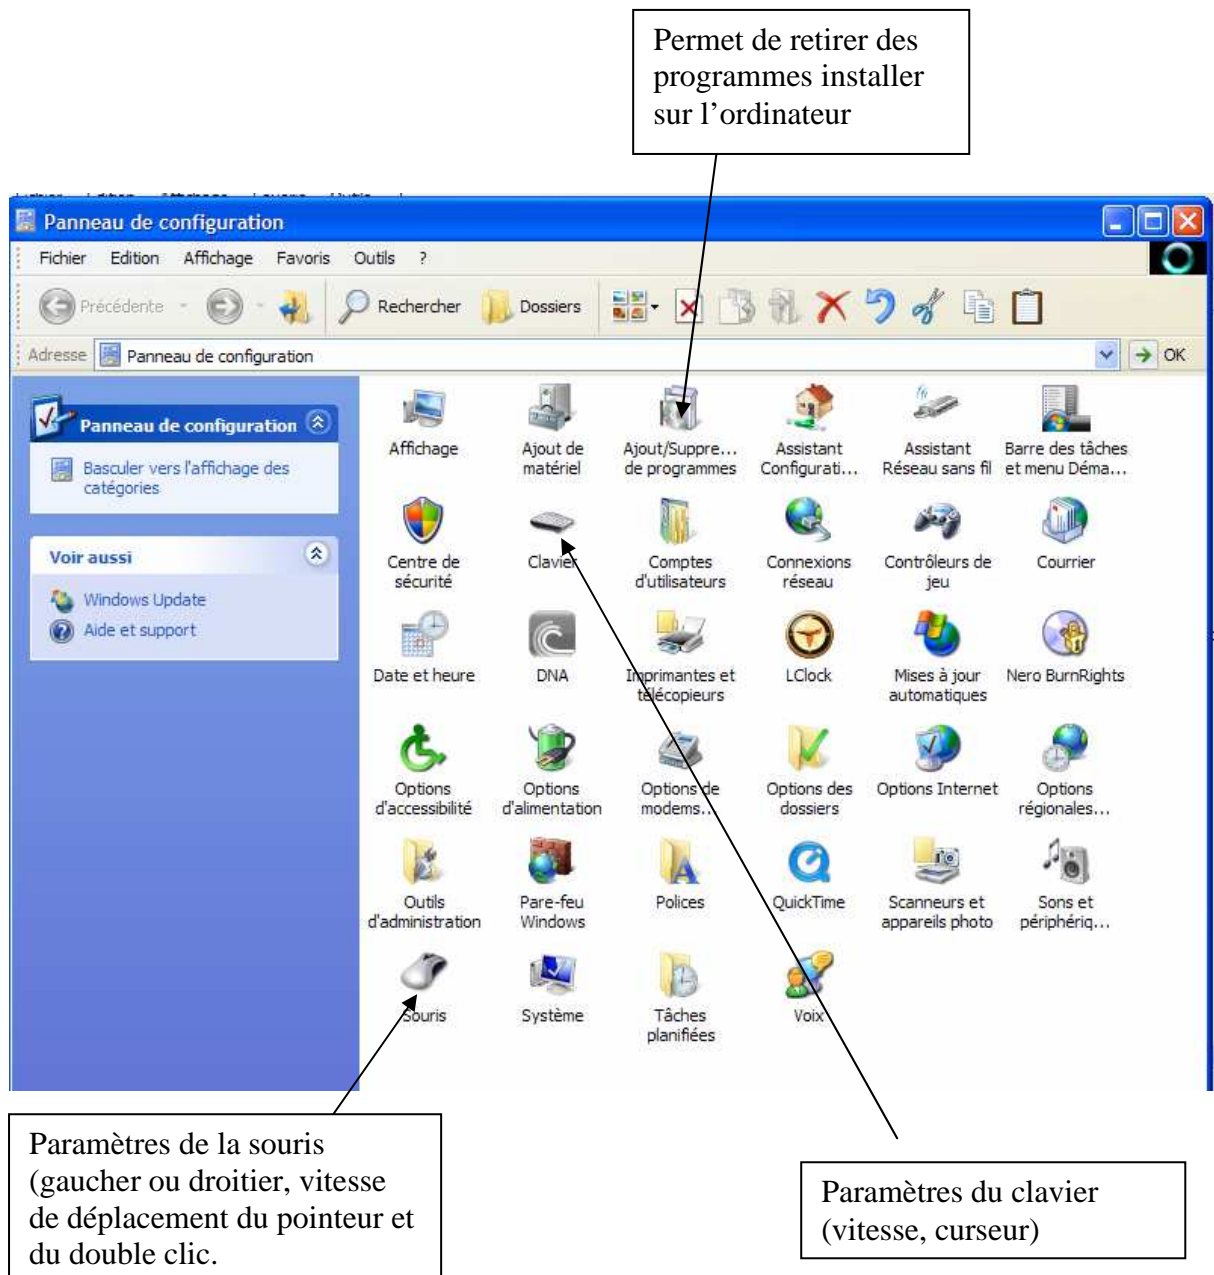 Permet de retirer des
programmes installer
sur l’ordinateur
Panneau de configuration
Fichier Edition Affichage Favoris Outils ?
Précédente Rechercher Dossiers
Adresse Panneau de configuration OK
Panneau de configuration
Basculer vers l'affichage des
catégories
Voir aussi
Windows Update
Aide et support
Affichage
Ajout de
matériel
Ajout/Suppre...
de programmes
Assistant
Configurati...
Assistant
Réseau sans fil
Barre des tâches
et menu Déma...
Centre de
sécurité
Clavier
Comptes
d'utilisateurs
Connexions
réseau
Contrôleurs de
jeu
Courrier
Date et heure
DNA
Imprimantes et
télécopieurs
LClock
Mises à jour
automatiques
Nero BurnRights
Options
d'accessibilité
Options
d'alimentation
Options de
modems...
Options des
dossiers
Options Internet
Options
régionales...
Outils
d'administration
Pare-feu
Windows
Polices
QuickTime
Scanneurs et
appareils photo
Sons et
périphériq...
Souris
Système
Tâches
planifiées
Voix
Paramètres de la souris
(gaucher ou droitier, vitesse
de déplacement du pointeur et
du double clic.
Paramètres du clavier
(vitesse, curseur)